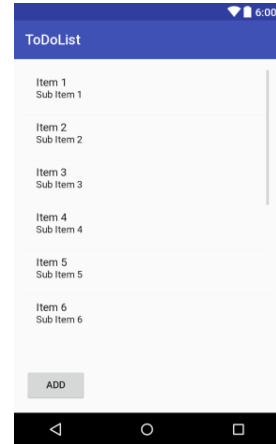 6:00
ToDoList
Item 1
Sub Item 1
Item 2
Sub Item 2
Item 3
Sub Item 3
Item 4
Sub Item 4
Item 5
Sub Item 5
Item 6
Sub Item 6
ADD